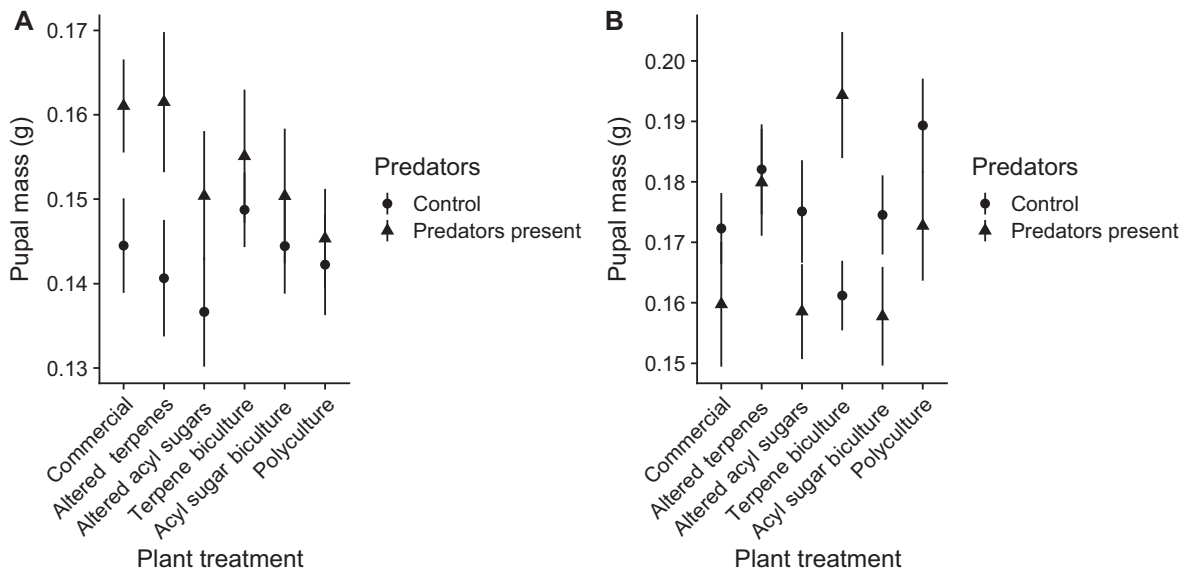 A
Pupal mass (g)
0.17
0.16
0.15
0.14
0.13
Commercial
Altered terpenes
Altered acyl sugars
Terpene biculture
Acyl sugar biculture
Polyculture
Plant treatment
Predators
Control
Predators present
B
Pupal mass (g)
0.20
0.19
0.18
0.17
0.16
0.15
Commercial
Altered terpenes
Altered acyl sugars
Terpene biculture
Acyl sugar biculture
Polyculture
Plant treatment
Predators
Control
Predators present